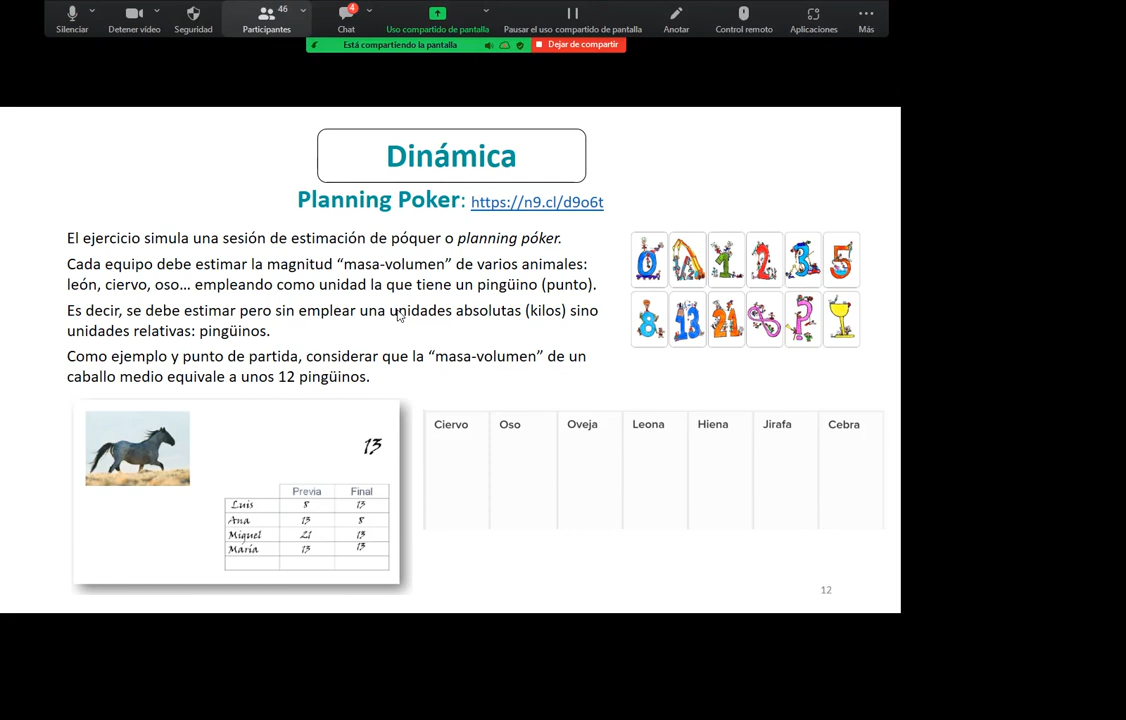 46
4
Silenciar
Detener vídeo
Seguridad
Participantes
Chat
Uso compartido de pantalla
Pausar el uso compartido de pantalla
Anotar
Control remoto
Aplicaciones
Más
Está compartiendo la pantalla
Dejar de compartir
Dinámica
Planning Poker: https://n9.cl/d9o6t
El ejercicio simula una sesión de estimación de póquer o planning póker.
Cada equipo debe estimar la magnitud “masa-volumen” de varios animales:
león, ciervo, oso... empleando como unidad la que tiene un pingüino (punto).
Es decir, se debe estimar pero sin emplear una unidades absolutas (kilos) sino
unidades relativas: pingüinos.
Como ejemplo y punto de partida, considerar que la “masa-volumen” de un
caballo medio equivale a unos 12 pingüinos.
0 ½ 1 2 3 5
8 13 21 ∞ ?
13
Previa Final
Luis 8 13
Ana 13 8
Miguel 21 13
María 13 13
Ciervo Oso Oveja Leona Hiena Jirafa Cebra
12